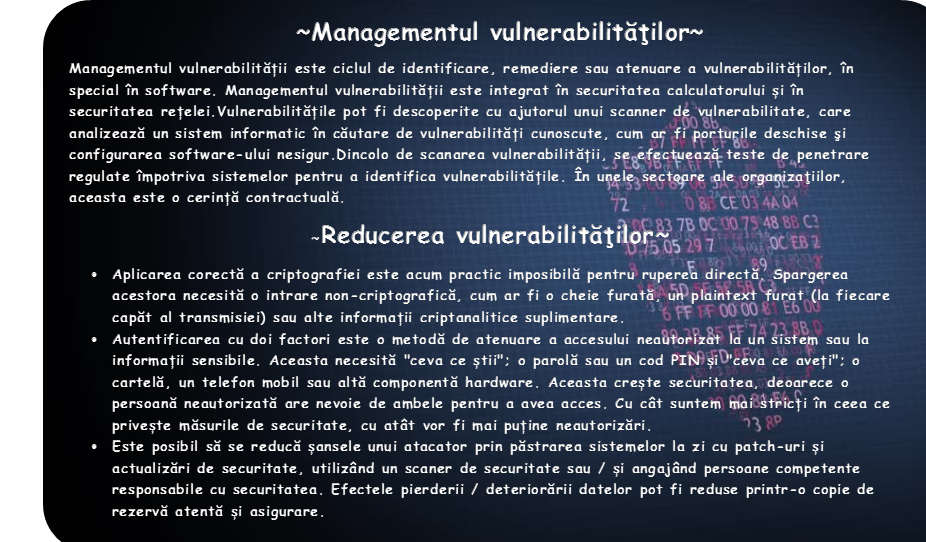 ~Managementul vulnerabilităţilor~
Managementul vulnerabilității este ciclul de identificare, remediere sau atenuare a vulnerabilităților, în
special în software. Managementul vulnerabilității este integrat în securitatea calculatorului și în
securitatea rețelei.Vulnerabilitățile pot fi descoperite cu ajutorul unui scanner de vulnerabilitate, care
analizează un sistem informatic în căutare de vulnerabilități cunoscute, cum ar fi porturile deschise şi
configurarea software-ului nesigur.Dincolo de scanarea vulnerabilității, se efectuează teste de penetrare
regulate împotriva sistemelor pentru a identifica vulnerabilitățile. În unele sectoare ale organizaţiilor,
aceasta este o cerință contractuală.
~Reducerea vulnerabilităţilor~
• Aplicarea corectă a criptografiei este acum practic imposibilă pentru ruperea directă. Spargerea
acestora necesită o intrare non-criptografică, cum ar fi o cheie furată, un plaintext furat (la fiecare
capăt al transmisiei) sau alte informații criptanalitice suplimentare.
• Autentificarea cu doi factori este o metodă de atenuare a accesului neautorizat la un sistem sau la
informații sensibile. Aceasta necesită "ceva ce știi"; o parolă sau un cod PIN și "ceva ce aveți"; o
cartelă, un telefon mobil sau altă componentă hardware. Aceasta crește securitatea, deoarece o
persoană neautorizată are nevoie de ambele pentru a avea acces. Cu cât suntem mai stricți în ceea ce
privește măsurile de securitate, cu atât vor fi mai puține neautorizări.
• Este posibil să se reducă șansele unui atacator prin păstrarea sistemelor la zi cu patch-uri și
actualizări de securitate, utilizând un scaner de securitate sau / și angajând persoane competente
responsabile cu securitatea. Efectele pierderii / deteriorării datelor pot fi reduse printr-o copie de
rezervă atentă și asigurare.